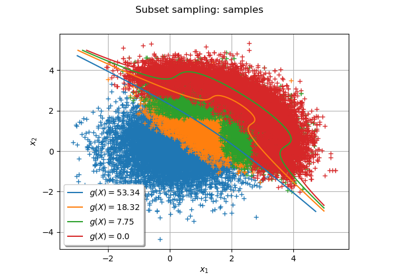 Subset sampling: samples
4
2
0
−2
−4
x2
g(X) = 53.34
g(X) = 18.32
g(X) = 7.75
g(X) = 0.0
−2
0
2
4
x1